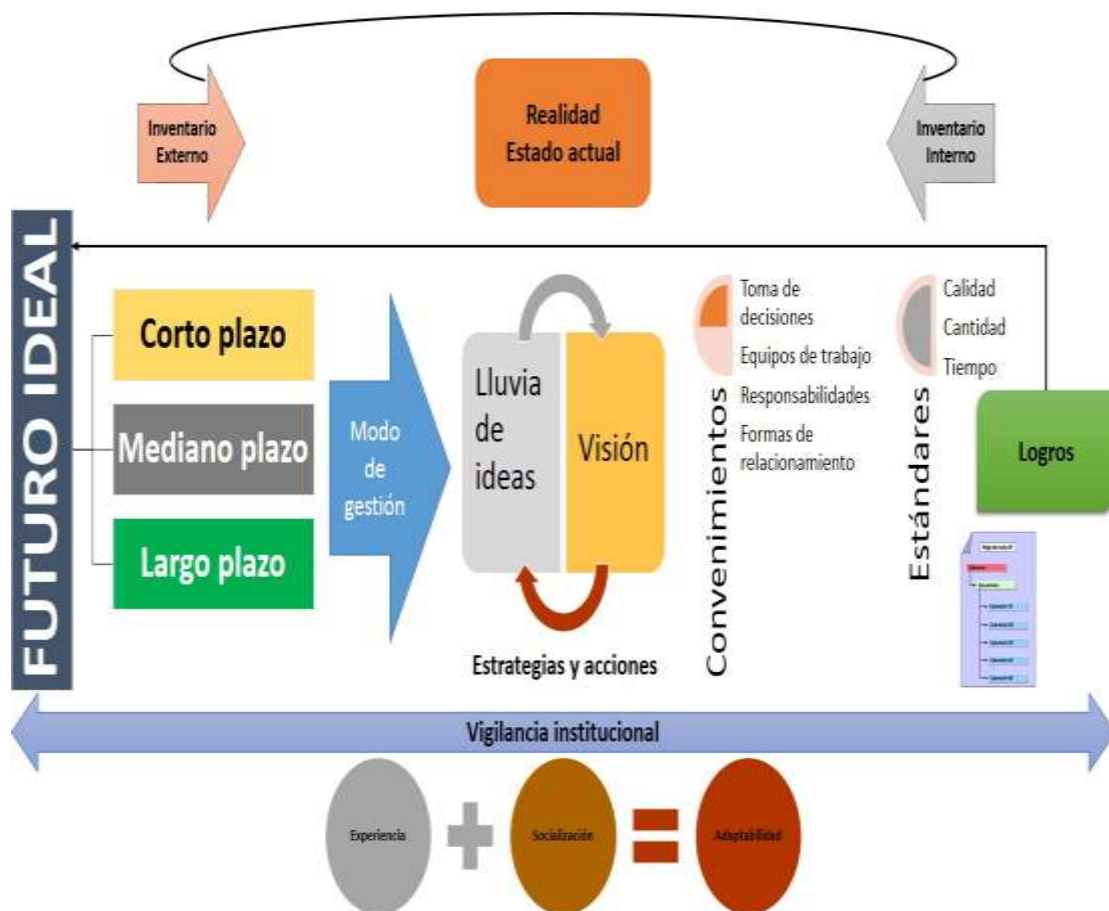 Inventario
Externo
Realidad
Estado actual
Inventario
Interno
FUTURO IDEAL
Corto plazo
Mediano plazo
Largo plazo
Modo
de
gestión
Lluvia
de
ideas
Visión
Estrategias y acciones
Convenimientos
Toma de
decisiones
Equipos de trabajo
Responsabilidades
Formas de
relacionamiento
Estándares
Calidad
Cantidad
Tiempo
Logros
Vigilancia institucional
Experiencia
Socialización
Adaptabilidad